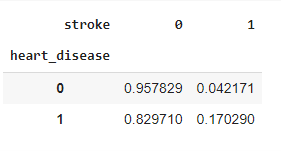 stroke 0 1
heart_disease
0 0.957829 0.042171
1 0.829710 0.170290